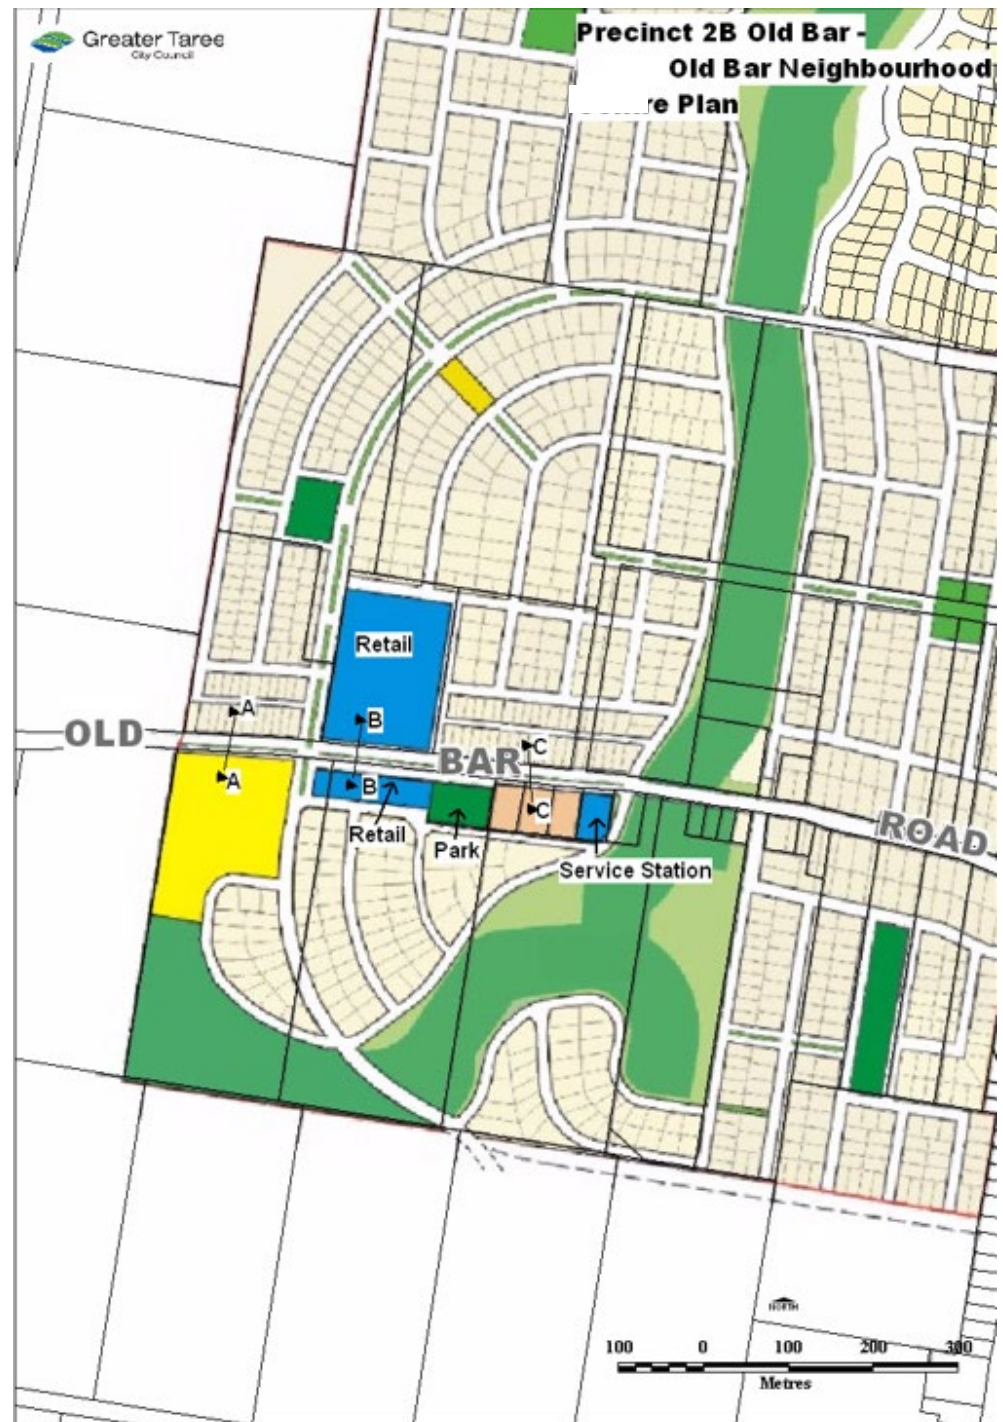 Greater Taree
City Council
Precinct 2B Old Bar -
Old Bar Neighbourhood
Plan
Retail
A
B
OLD
BAR
C
A
B
C
ROAD
Retail
Park
Service Station
NORTH
100 0 100 200 300
Metres